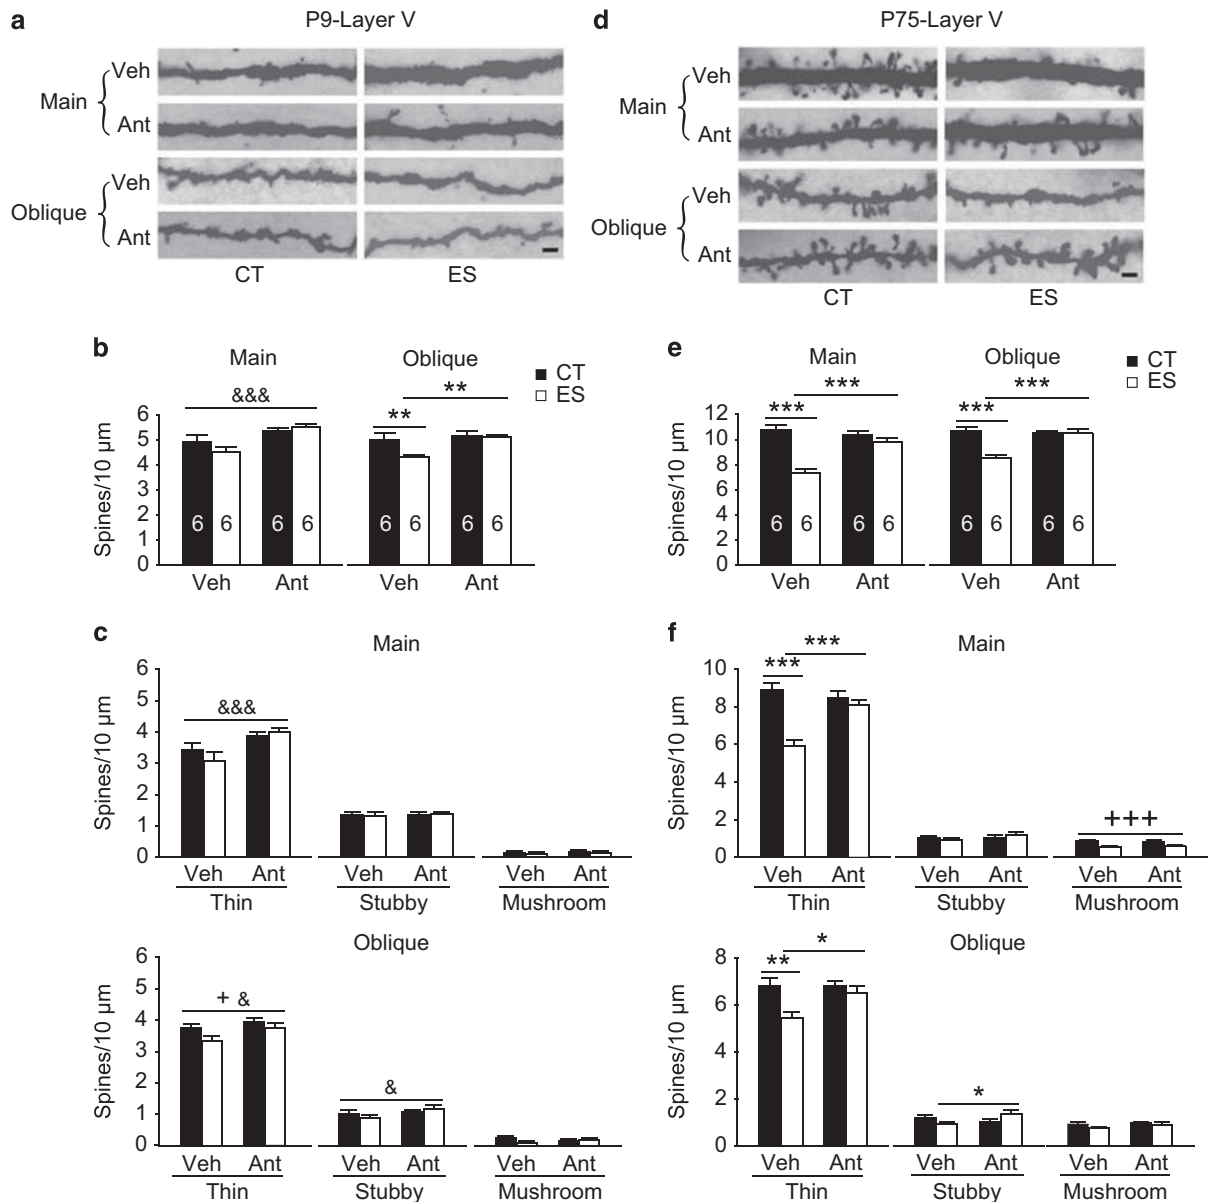 a
P9-Layer V
Main
Veh
Ant
Oblique
Veh
Ant
CT ES
b
Main Oblique
CT
ES
&&& ** **
Spines/10 µm
6
5
4
3
2
1
0
6 6 6 6 6 6 6 6
Veh Ant Veh Ant
c
Main
Spines/10 µm
6
5
4
3
2
1
0
&&&
Veh Ant Veh Ant Veh Ant
Thin Stubby Mushroom
Oblique
Spines/10 µm
6
5
4
3
2
1
0
+ &
&
Veh Ant Veh Ant Veh Ant
Thin Stubby Mushroom
d
P75-Layer V
Main
Veh
Ant
Oblique
Veh
Ant
CT ES
e
Main Oblique
CT
ES
*** ***
*** ***
Spines/10 µm
12
10
8
6
4
2
0
6 6 6 6 6 6 6 6
Veh Ant Veh Ant
f
Main
Spines/10 µm
10
8
6
4
2
0
***
***
+++
Veh Ant Veh Ant Veh Ant
Thin Stubby Mushroom
Oblique
Spines/10 µm
8
6
4
2
0
*
**
*
Veh Ant Veh Ant Veh Ant
Thin Stubby Mushroom